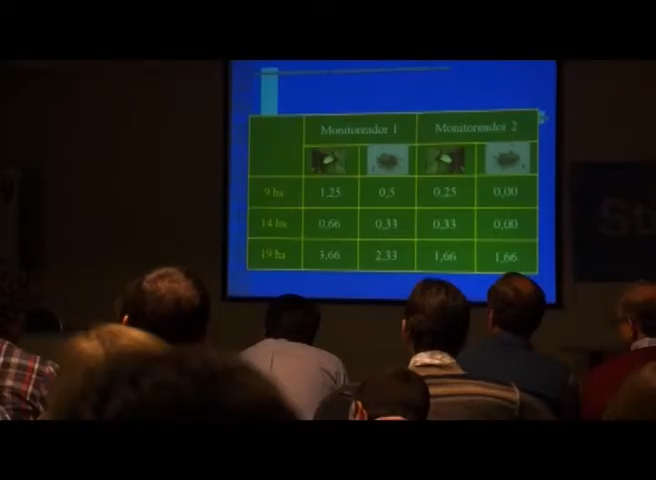 Monitoreador 1 Monitoreador 2
9 hs 1,25 0,5 0,25 0,00
14 hs 0,66 0,33 0,33 0,00
19 hs 3,66 2,33 1,66 1,66